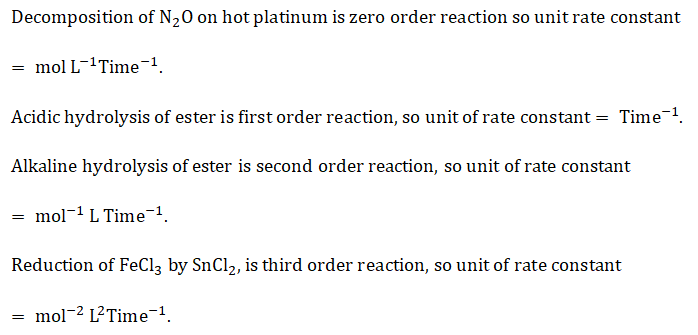 Decomposition of N₂O on hot platinum is zero order reaction so unit rate constant
= mol L⁻¹Time⁻¹.
Acidic hydrolysis of ester is first order reaction, so unit of rate constant = Time⁻¹.
Alkaline hydrolysis of ester is second order reaction, so unit of rate constant
= mol⁻¹ L Time⁻¹.
Reduction of FeCl₃ by SnCl₂, is third order reaction, so unit of rate constant
= mol⁻² L²Time⁻¹.